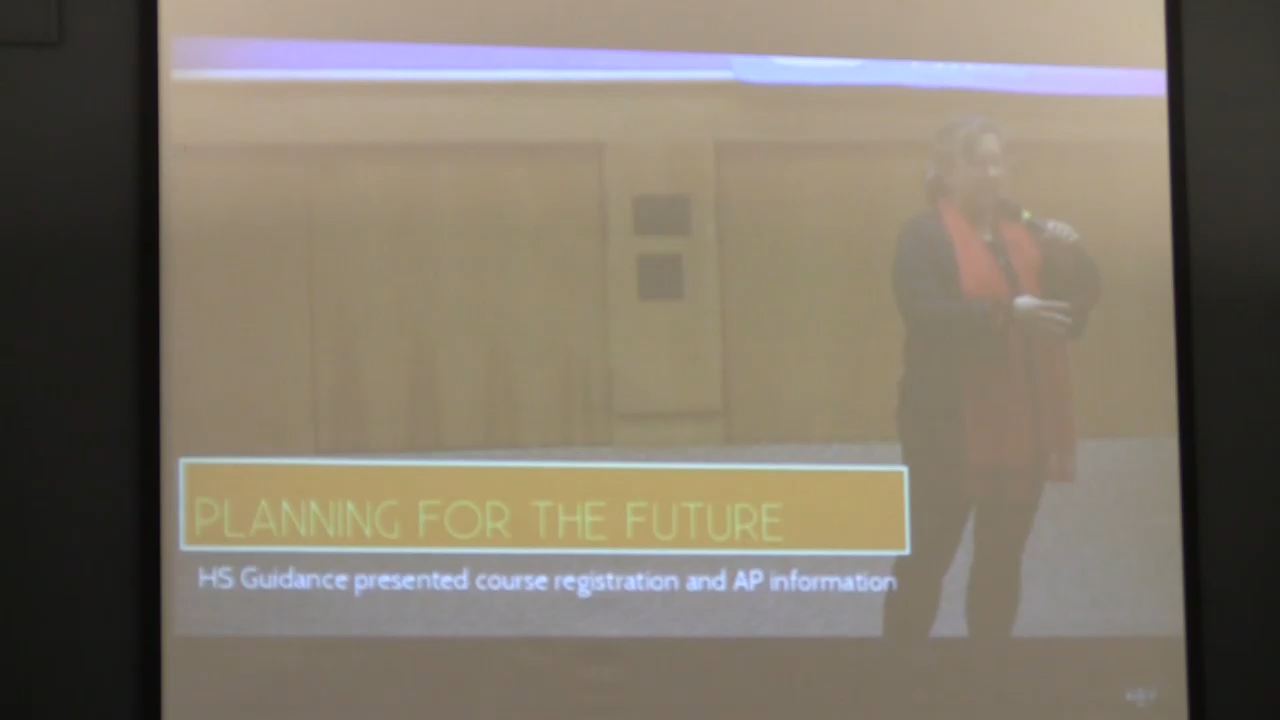 PLANNING FOR THE FUTURE
HS Guidance presented course registration and AP information